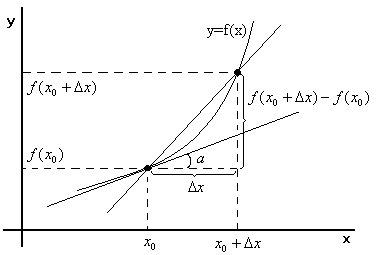 y
y=f(x)
f(x₀+Δx)
f(x₀+Δx)−f(x₀)
f(x₀)
a
Δx
x₀
x₀+Δx
x